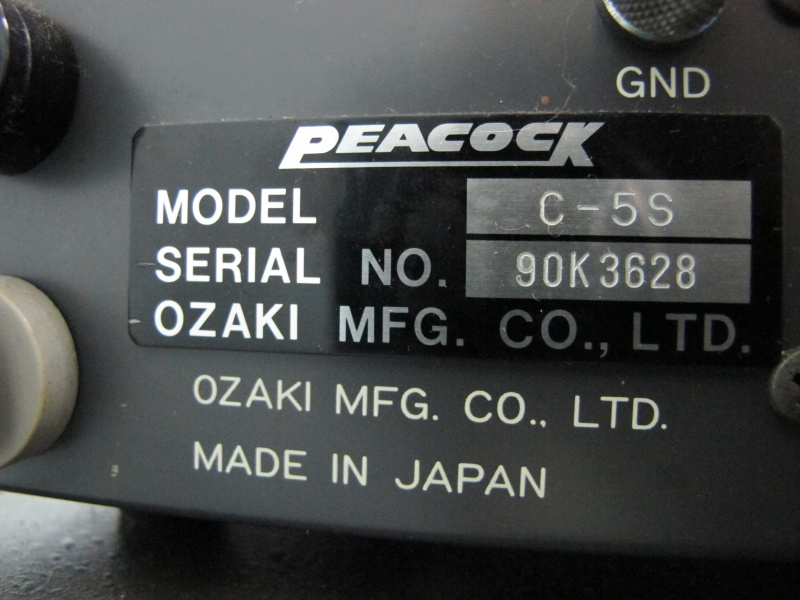 GND
PEACOCK
MODEL C-5S
SERIAL NO. 90K3628
OZAKI MFG. CO., LTD.
OZAKI MFG. CO., LTD.
MADE IN JAPAN